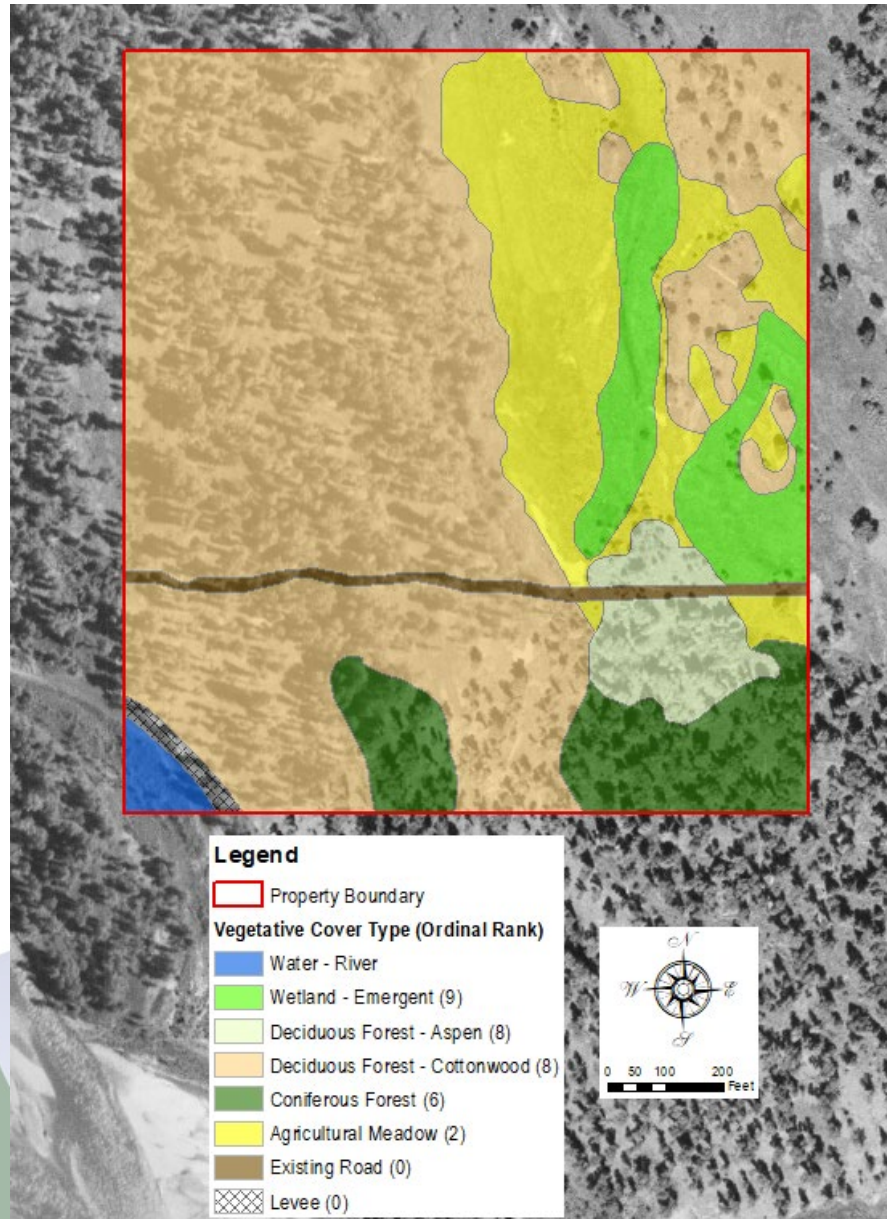 Legend
Property Boundary
Vegetative Cover Type (Ordinal Rank)
Water - River
Wetland - Emergent (9)
Deciduous Forest - Aspen (8)
Deciduous Forest - Cottonwood (8)
Coniferous Forest (6)
Agricultural Meadow (2)
Existing Road (0)
Levee (0)
N
W E
S
0 50 100 200
Feet